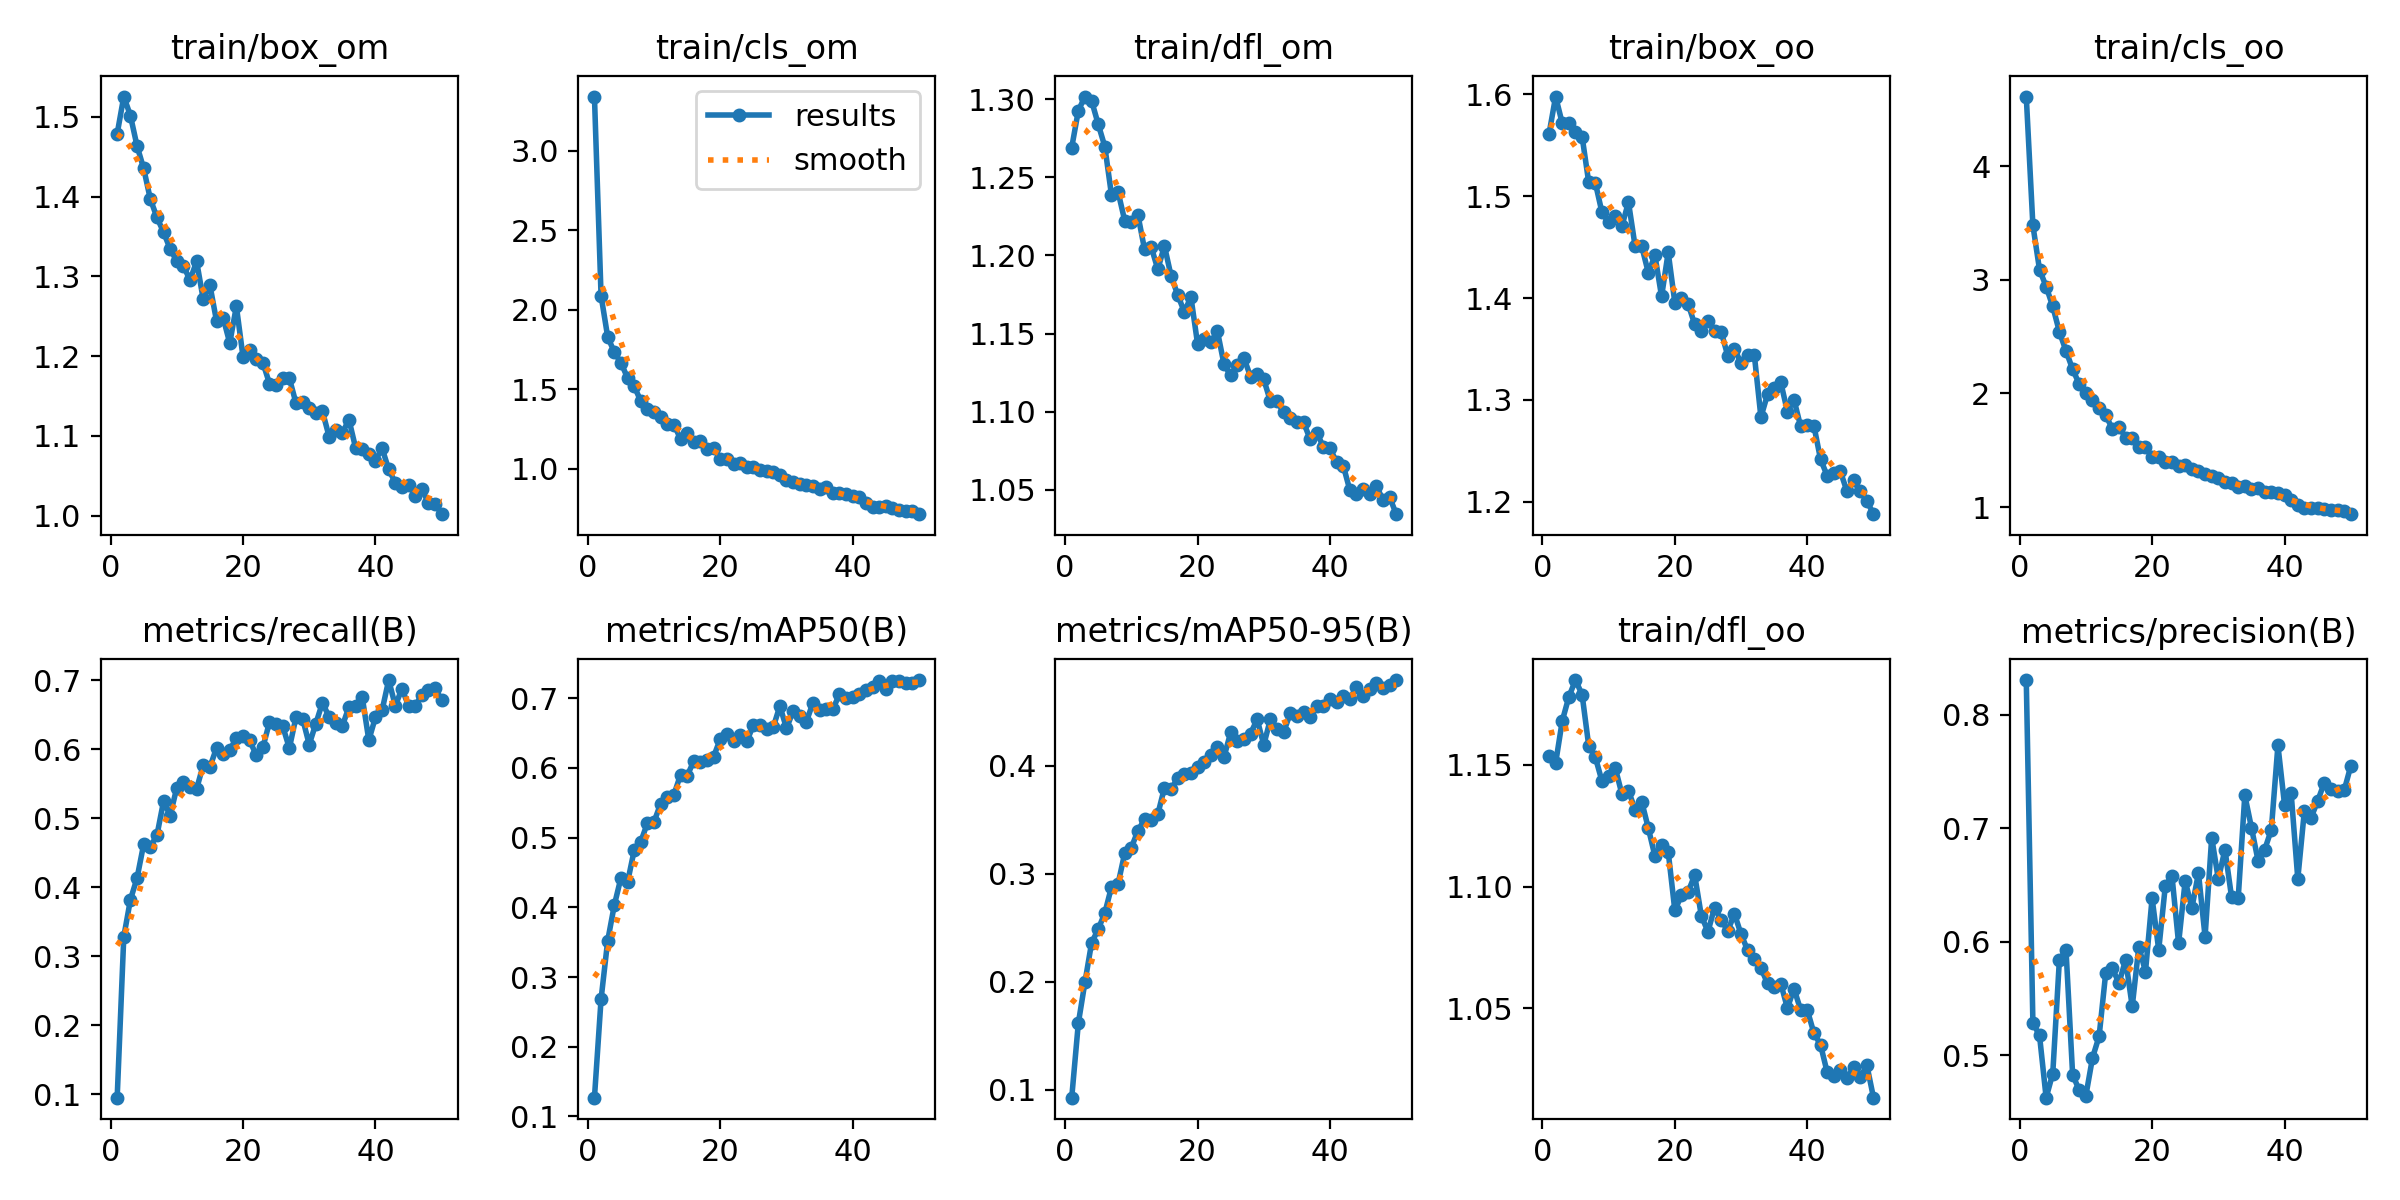 train/box_om
1.5
1.4
1.3
1.2
1.1
1.0
0 20 40
train/cls_om
results
smooth
3.0
2.5
2.0
1.5
1.0
0 20 40
train/dfl_om
1.30
1.25
1.20
1.15
1.10
1.05
0 20 40
train/box_oo
1.6
1.5
1.4
1.3
1.2
0 20 40
train/cls_oo
4
3
2
1
0 20 40
metrics/recall(B)
0.7
0.6
0.5
0.4
0.3
0.2
0.1
0 20 40
metrics/mAP50(B)
0.7
0.6
0.5
0.4
0.3
0.2
0.1
0 20 40
metrics/mAP50-95(B)
0.4
0.3
0.2
0.1
0 20 40
train/dfl_oo
1.15
1.10
1.05
0 20 40
metrics/precision(B)
0.8
0.7
0.6
0.5
0 20 40